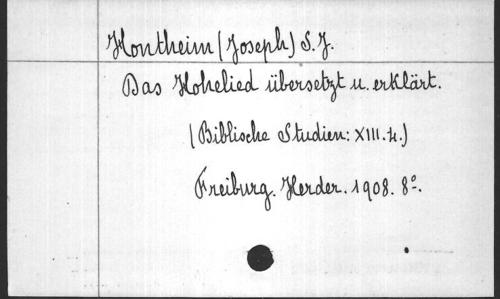 Hontheim (Joseph) S.J.
Das Hohelied übersetzt u. erklärt.
(Biblische Studien: XIII.4.)
Freiburg. Herder. 1908. 8°.